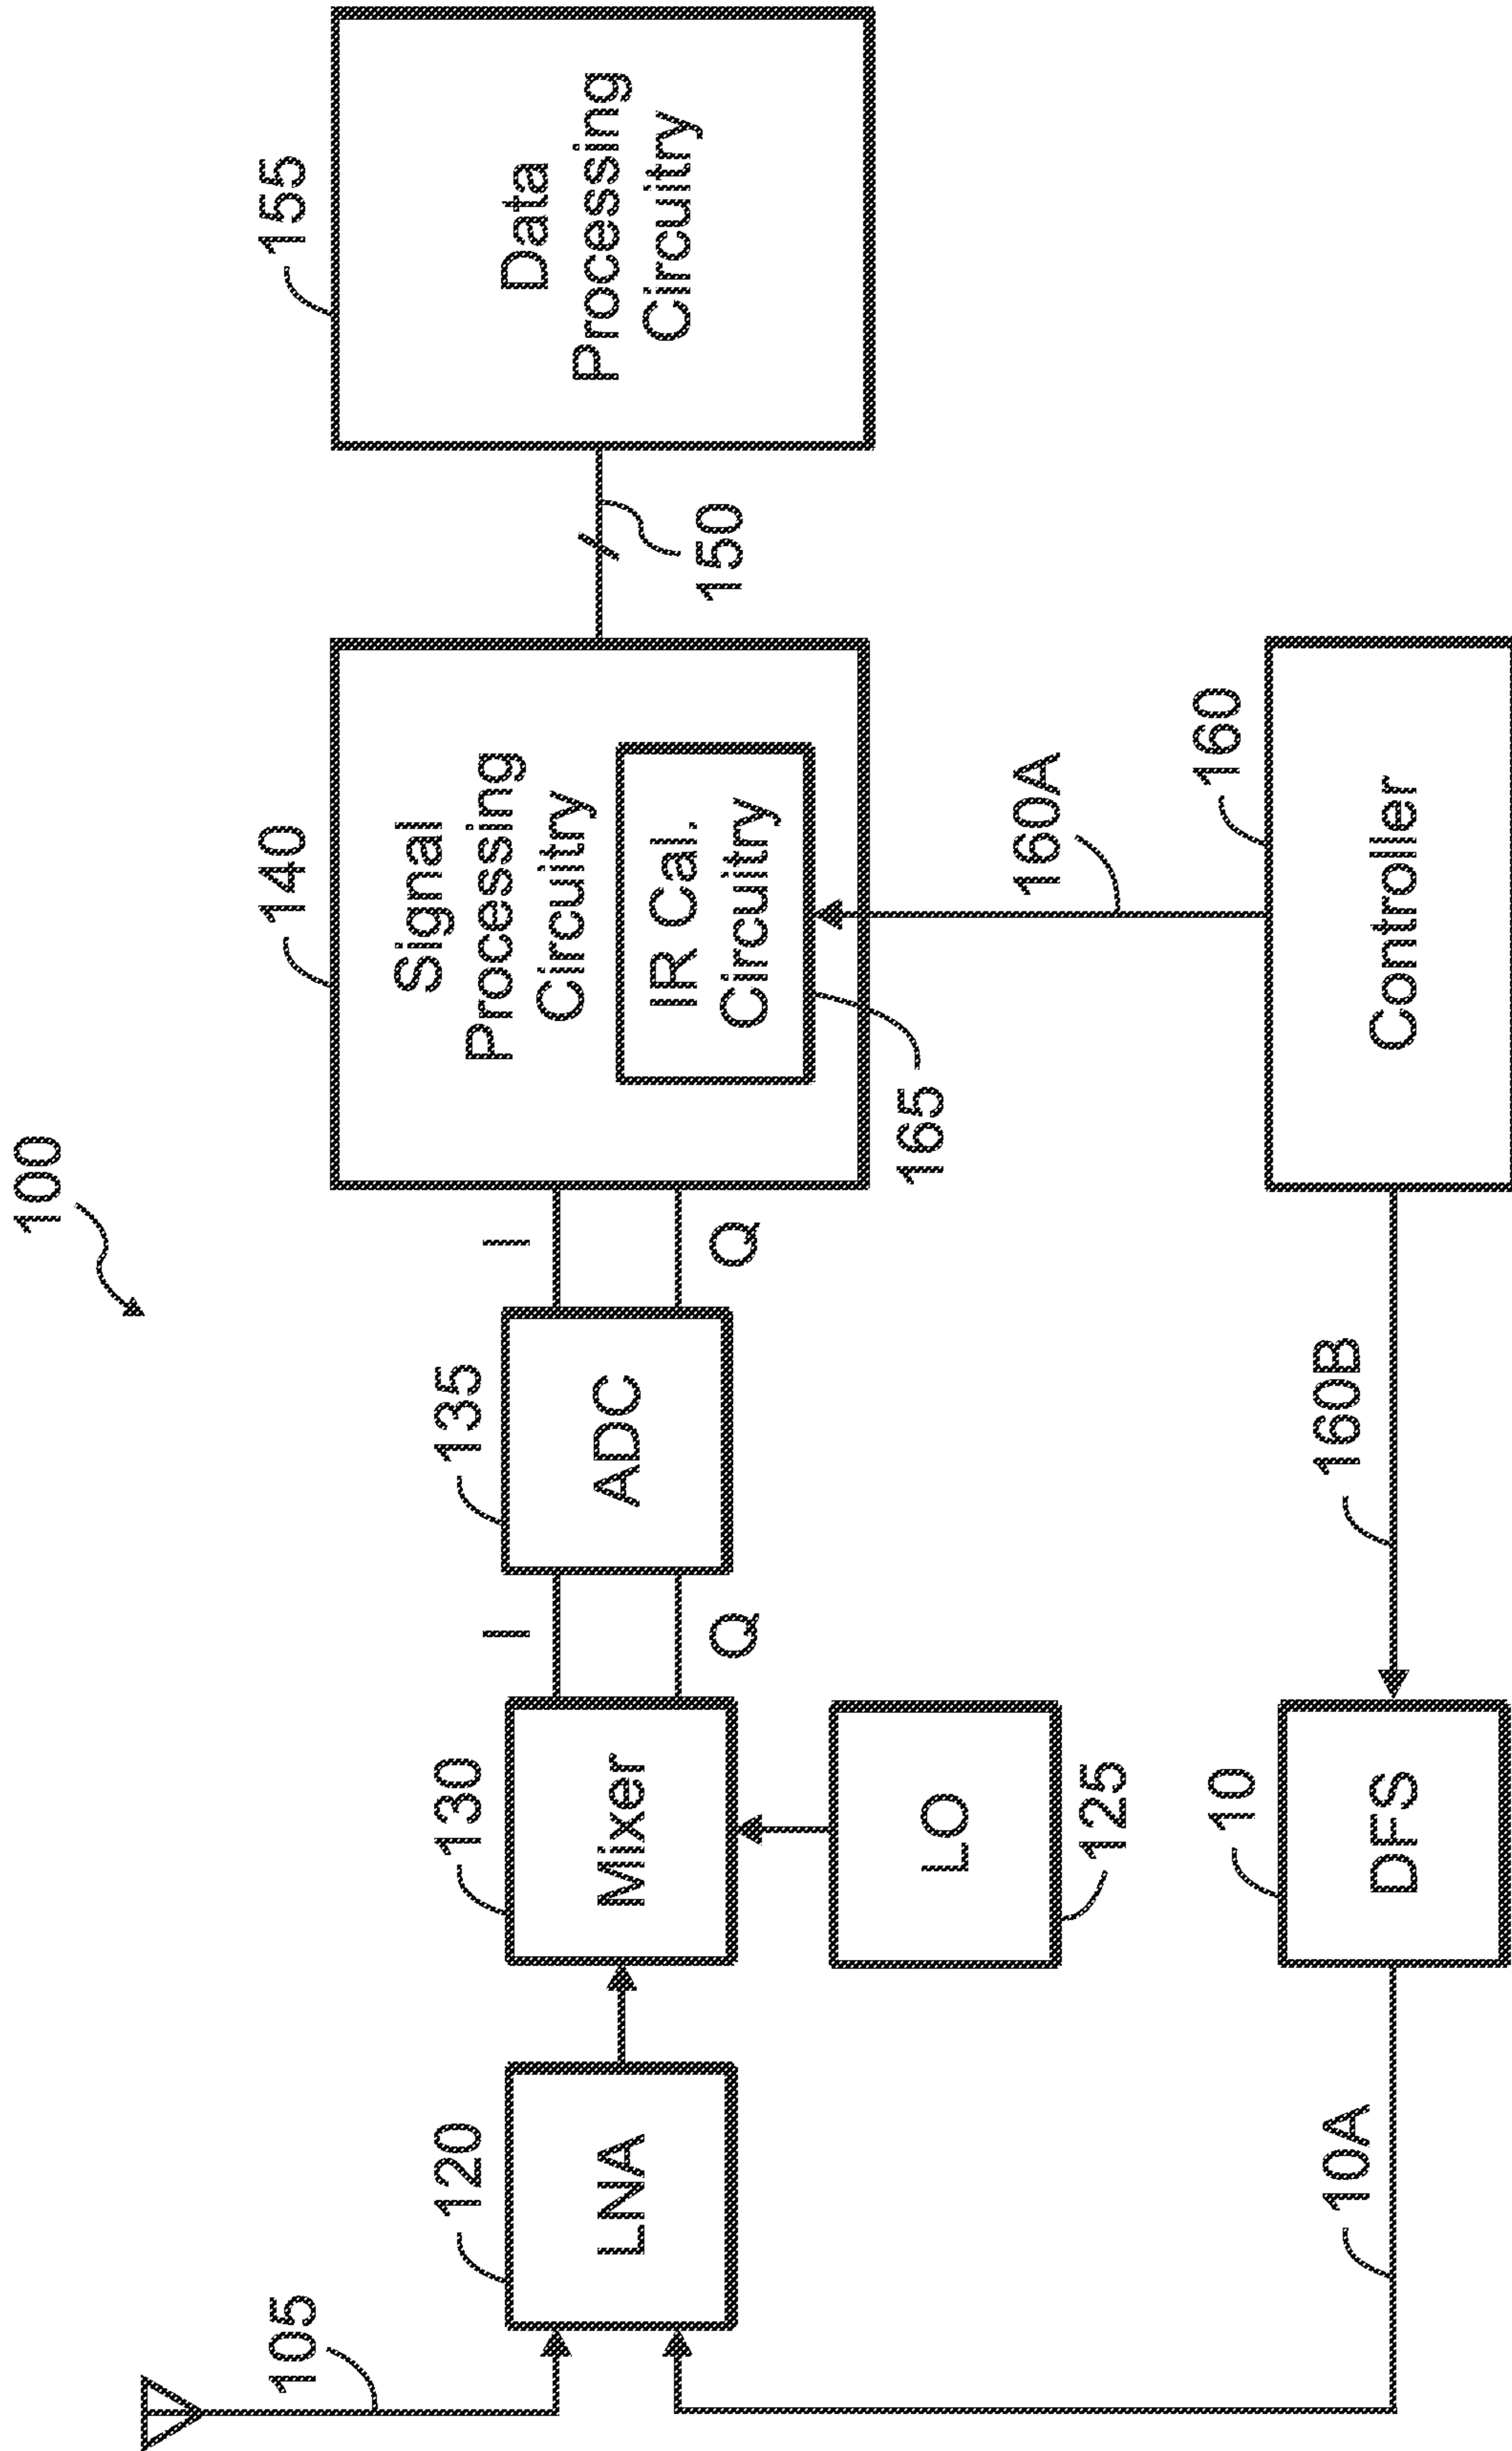 100
105
120
LNA
130
Mixer
LO
125
I
Q
135
ADC
I
Q
140
Signal
Processing
Circuitry
IR Cal.
Circuitry
165
150
155
Data
Processing
Circuitry
160A
160
Controller
160B
10
DFS
10A